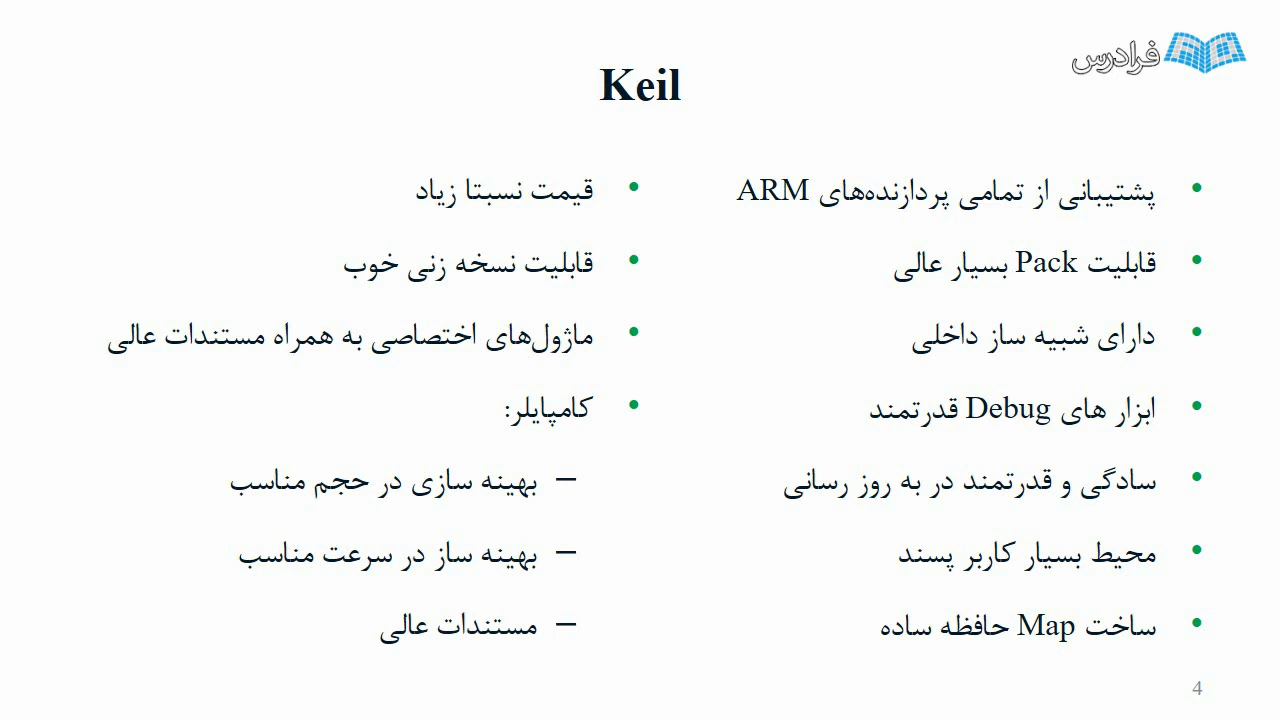 فرادرس
Keil
• پشتیبانی از تمامی پردازنده‌های ARM
• قابلیت Pack بسیار عالی
• دارای شبیه ساز داخلی
• ابزار های Debug قدرتمند
• سادگی و قدرتمند در به روز رسانی
• محیط بسیار کاربر پسند
• ساخت Map حافظه ساده
• قیمت نسبتا زیاد
• قابلیت نسخه زنی خوب
• ماژول‌های اختصاصی به همراه مستندات عالی
• کامپایلر:
– بهینه سازی در حجم مناسب
– بهینه ساز در سرعت مناسب
– مستندات عالی
4